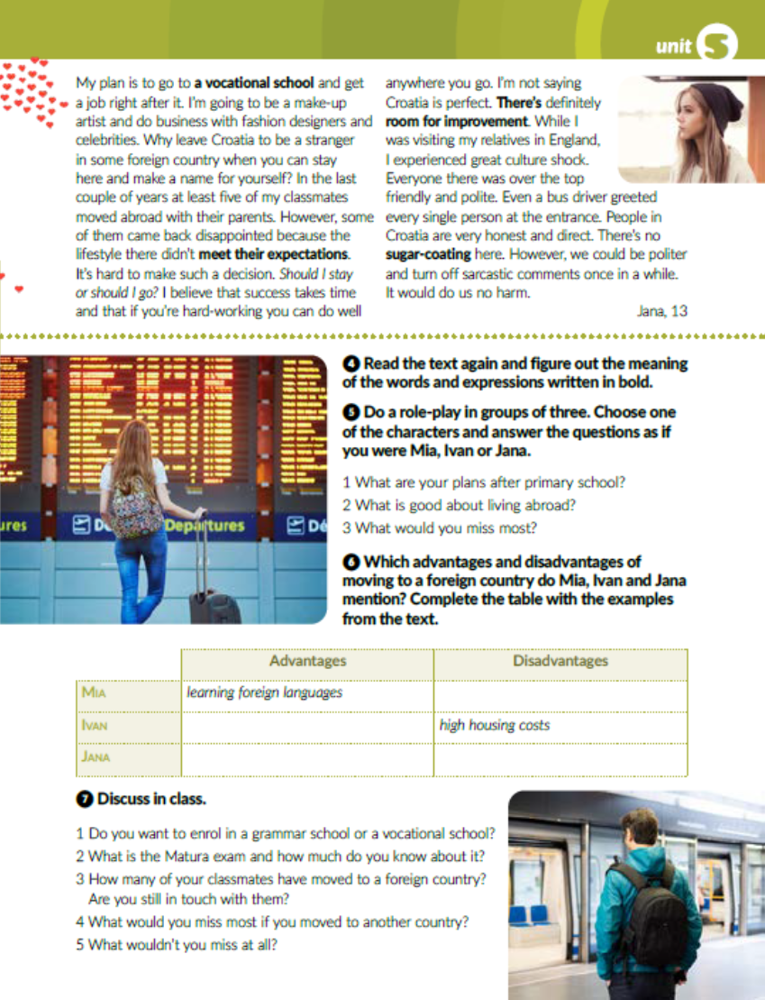 unit 5
My plan is to go to a vocational school and get
a job right after it. I'm going to be a make-up
artist and do business with fashion designers and
celebrities. Why leave Croatia to be a stranger
in some foreign country when you can stay
here and make a name for yourself? In the last
couple of years at least five of my classmates
moved abroad with their parents. However, some
of them came back disappointed because the
lifestyle there didn't meet their expectations.
It's hard to make such a decision. Should I stay
or should I go? I believe that success takes time
and that if you're hard-working you can do well
anywhere you go. I'm not saying
Croatia is perfect. There's definitely
room for improvement. While I
was visiting my relatives in England,
I experienced great culture shock.
Everyone there was over the top
friendly and polite. Even a bus driver greeted
every single person at the entrance. People in
Croatia are very honest and direct. There's no
sugar-coating here. However, we could be politer
and turn off sarcastic comments once in a while.
It would do us no harm.
Jana, 13
ures
Departures
Dé
4 Read the text again and figure out the meaning
of the words and expressions written in bold.
5 Do a role-play in groups of three. Choose one
of the characters and answer the questions as if
you were Mia, Ivan or Jana.
1 What are your plans after primary school?
2 What is good about living abroad?
3 What would you miss most?
6 Which advantages and disadvantages of
moving to a foreign country do Mia, Ivan and Jana
mention? Complete the table with the examples
from the text.
Advantages Disadvantages
MIA learning foreign languages
IVAN high housing costs
JANA
7 Discuss in class.
1 Do you want to enrol in a grammar school or a vocational school?
2 What is the Matura exam and how much do you know about it?
3 How many of your classmates have moved to a foreign country?
Are you still in touch with them?
4 What would you miss most if you moved to another country?
5 What wouldn't you miss at all?